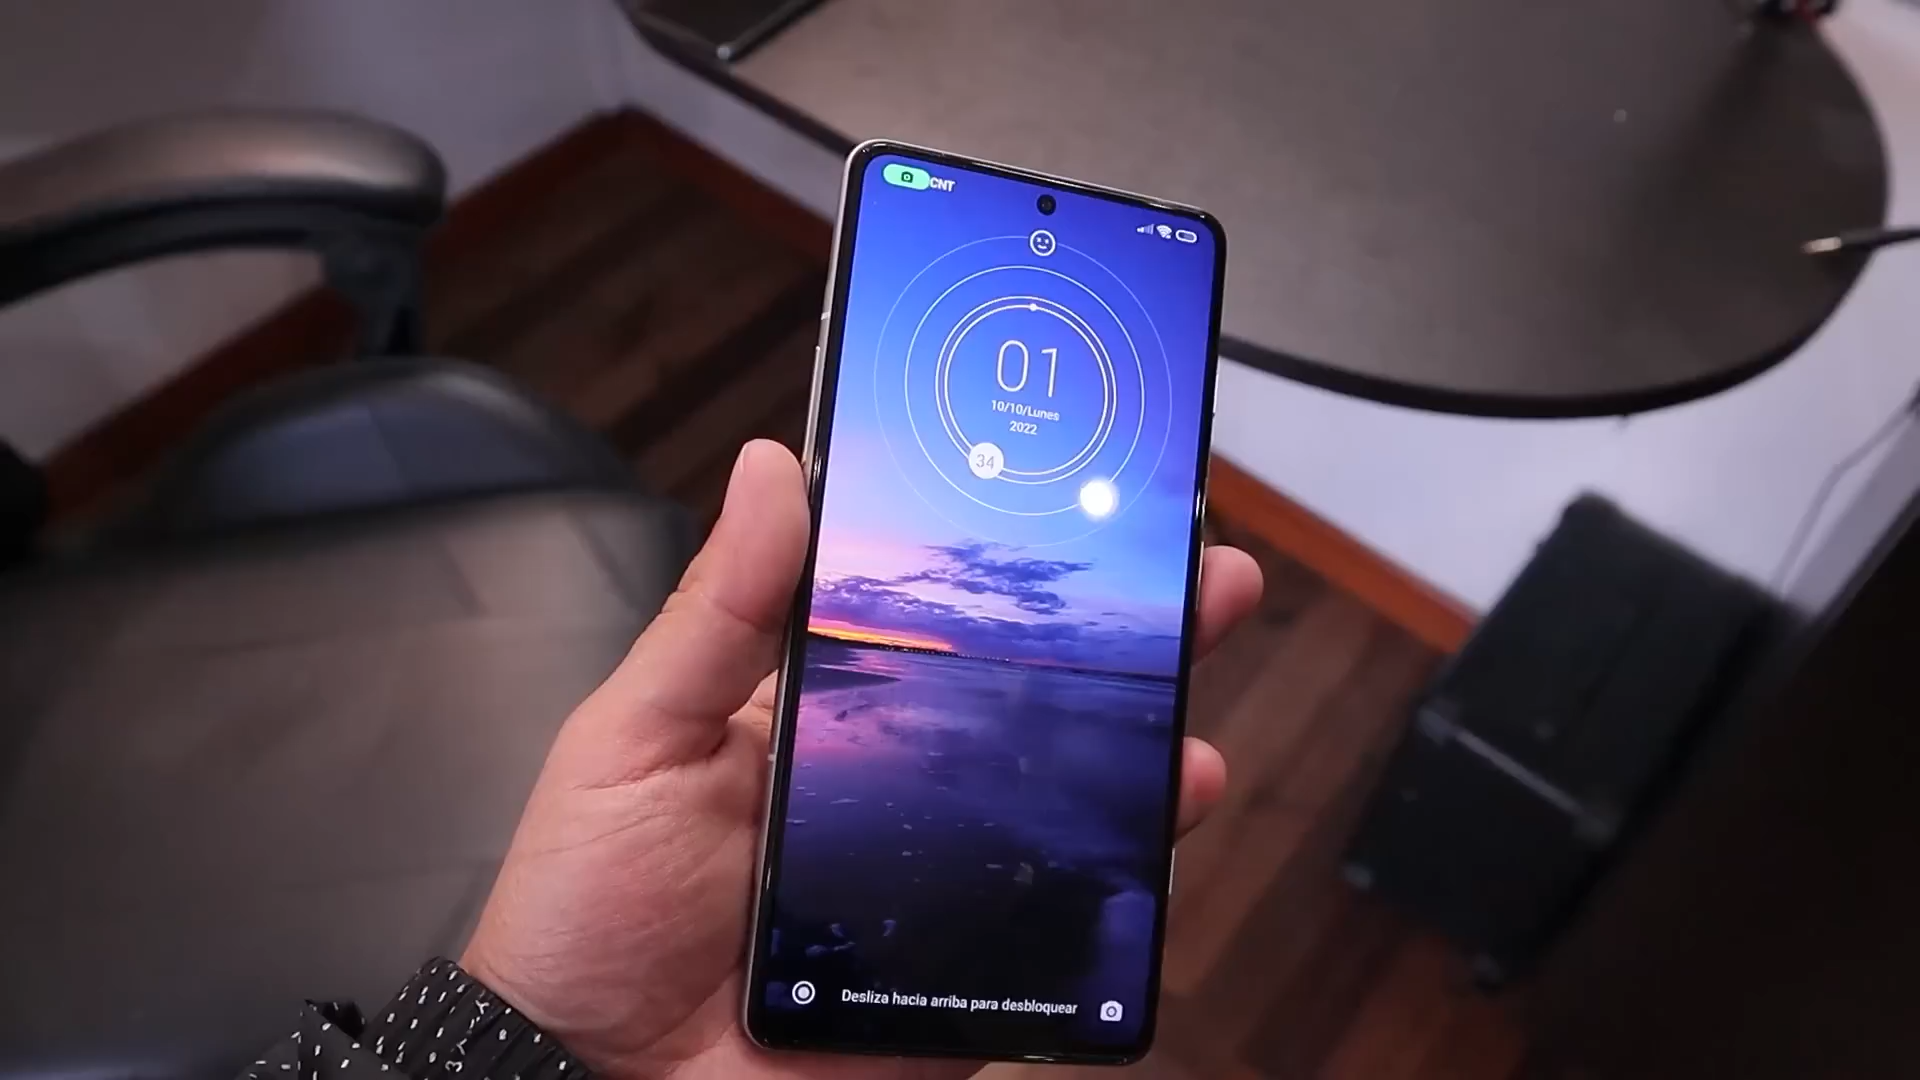 CNT
01
10/10/Lunes
2022
34
Desliza hacia arriba para desbloquear